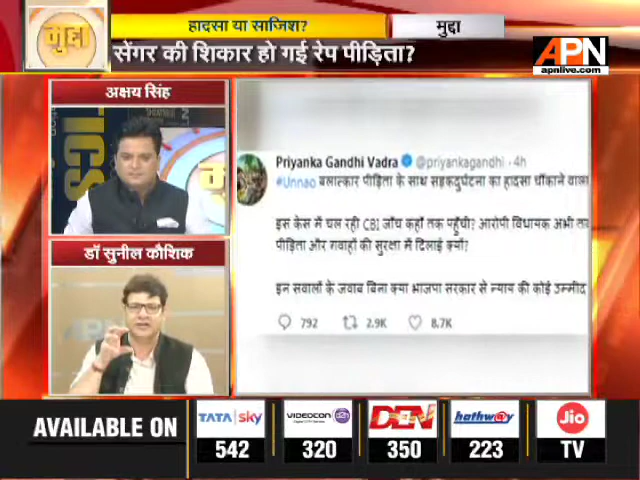 मुद्दा
हादसा या साज्िश?
मुद्दा
सेंगर की शिकार हो गई रेप पीड़िता?
APN
apnlive.com
अक्षय सिंह
डॉ सुनील कौशिक
Priyanka Gandhi Vadra @priyankagandhi · 4h
#Unnao बलात्कार पीड़िता के साथ सड़कदुर्घटना का हादसा चौंकाने वाला
इस केस में चल रही CBI जाँच कहाँ तक पहुँची? आरोपी विधायक अभी तक
पीड़िता और गवाहों की सुरक्षा में ढिलाई क्यों?
इन सवालों के जवाब बिना क्या भाजपा सरकार से न्याय की कोई उम्मीद
792 2.9K 8.7K
AVAILABLE ON
TATA sky
542
VIDEOCON d2h
320
DEN
350
hathway
223
Jio
TV